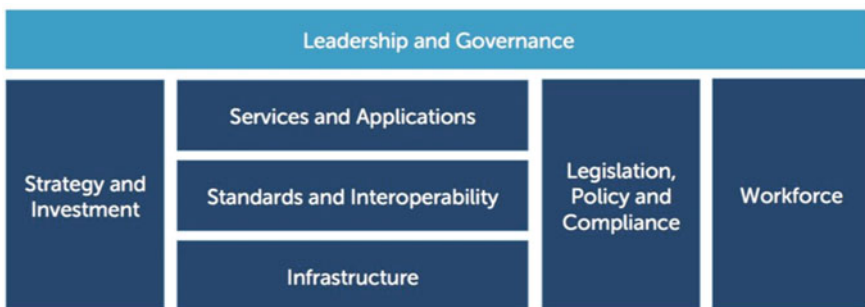 Leadership and Governance
Strategy and
Investment
Services and Applications
Standards and Interoperability
Infrastructure
Legislation,
Policy and
Compliance
Workforce